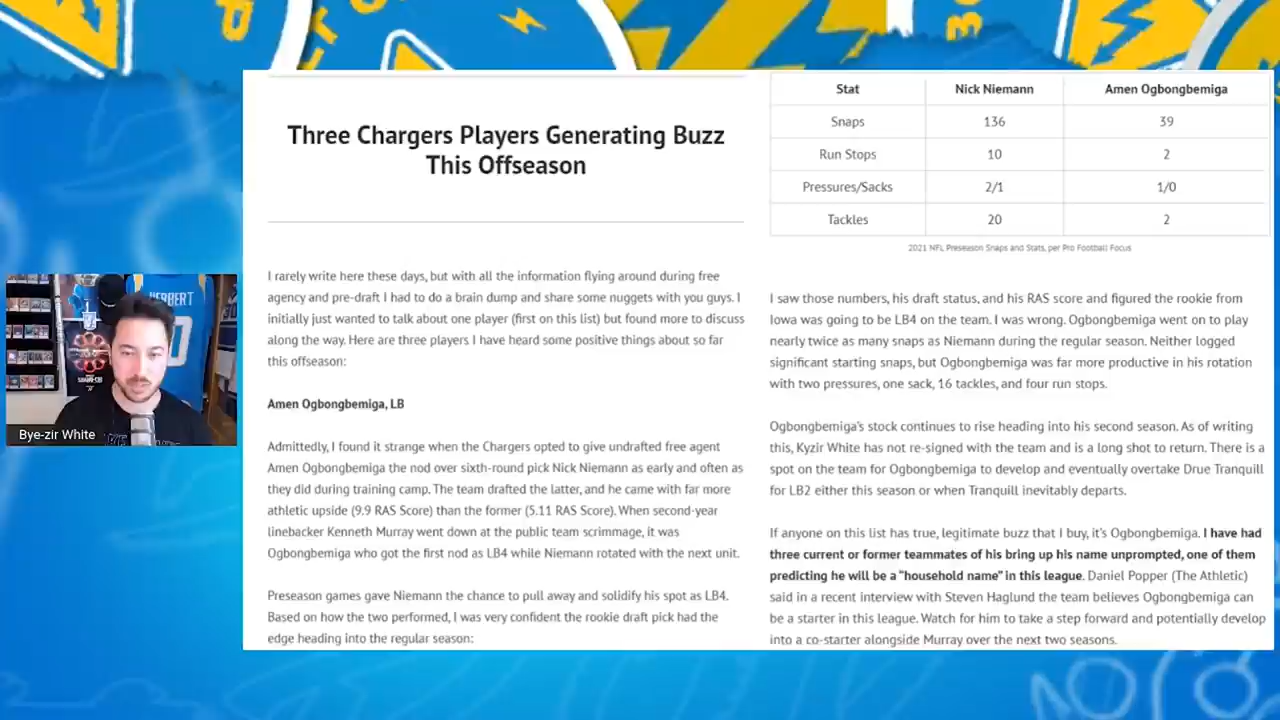 Three Chargers Players Generating Buzz
This Offseason
I rarely write here these days, but with all the information flying around during free
agency and pre-draft I had to do a brain dump and share some nuggets with you guys. I
initially just wanted to talk about one player (first on this list) but found more to discuss
along the way. Here are three players I have heard some positive things about so far
this offseason:
Amen Ogbongbemiga, LB
Admittedly, I found it strange when the Chargers opted to give undrafted free agent
Amen Ogbongbemiga the nod over sixth-round pick Nick Niemann as early and often as
they did during training camp. The team drafted the latter, and he came with far more
athletic upside (9.9 RAS Score) than the former (5.11 RAS Score). When second-year
linebacker Kenneth Murray went down at the public team scrimmage, it was
Ogbongbemiga who got the first nod as LB4 while Niemann rotated with the next unit.
Preseason games gave Niemann the chance to pull away and solidify his spot as LB4.
Based on how the two performed, I was very confident the rookie draft pick had the
edge heading into the regular season:
Stat Nick Niemann Amen Ogbongbemiga
Snaps 136 39
Run Stops 10 2
Pressures/Sacks 2/1 1/0
Tackles 20 2
2021 NFL Preseason Snaps and Stats, per Pro Football Focus
I saw those numbers, his draft status, and his RAS score and figured the rookie from
Iowa was going to be LB4 on the team. I was wrong. Ogbongbemiga went on to play
nearly twice as many snaps as Niemann during the regular season. Neither logged
significant starting snaps, but Ogbongbemiga was far more productive in his rotation
with two pressures, one sack, 16 tackles, and four run stops.
Ogbongbemiga's stock continues to rise heading into his second season. As of writing
this, Kyzir White has not re-signed with the team and is a long shot to return. There is a
spot on the team for Ogbongbemiga to develop and eventually overtake Drue Tranquill
for LB2 either this season or when Tranquill inevitably departs.
If anyone on this list has true, legitimate buzz that I buy, it's Ogbongbemiga. I have had
three current or former teammates of his bring up his name unprompted, one of them
predicting he will be a "household name" in this league. Daniel Popper (The Athletic)
said in a recent interview with Steven Haglund the team believes Ogbongbemiga can
be a starter in this league. Watch for him to take a step forward and potentially develop
into a co-starter alongside Murray over the next two seasons.
HERBERT
Bye-zir White